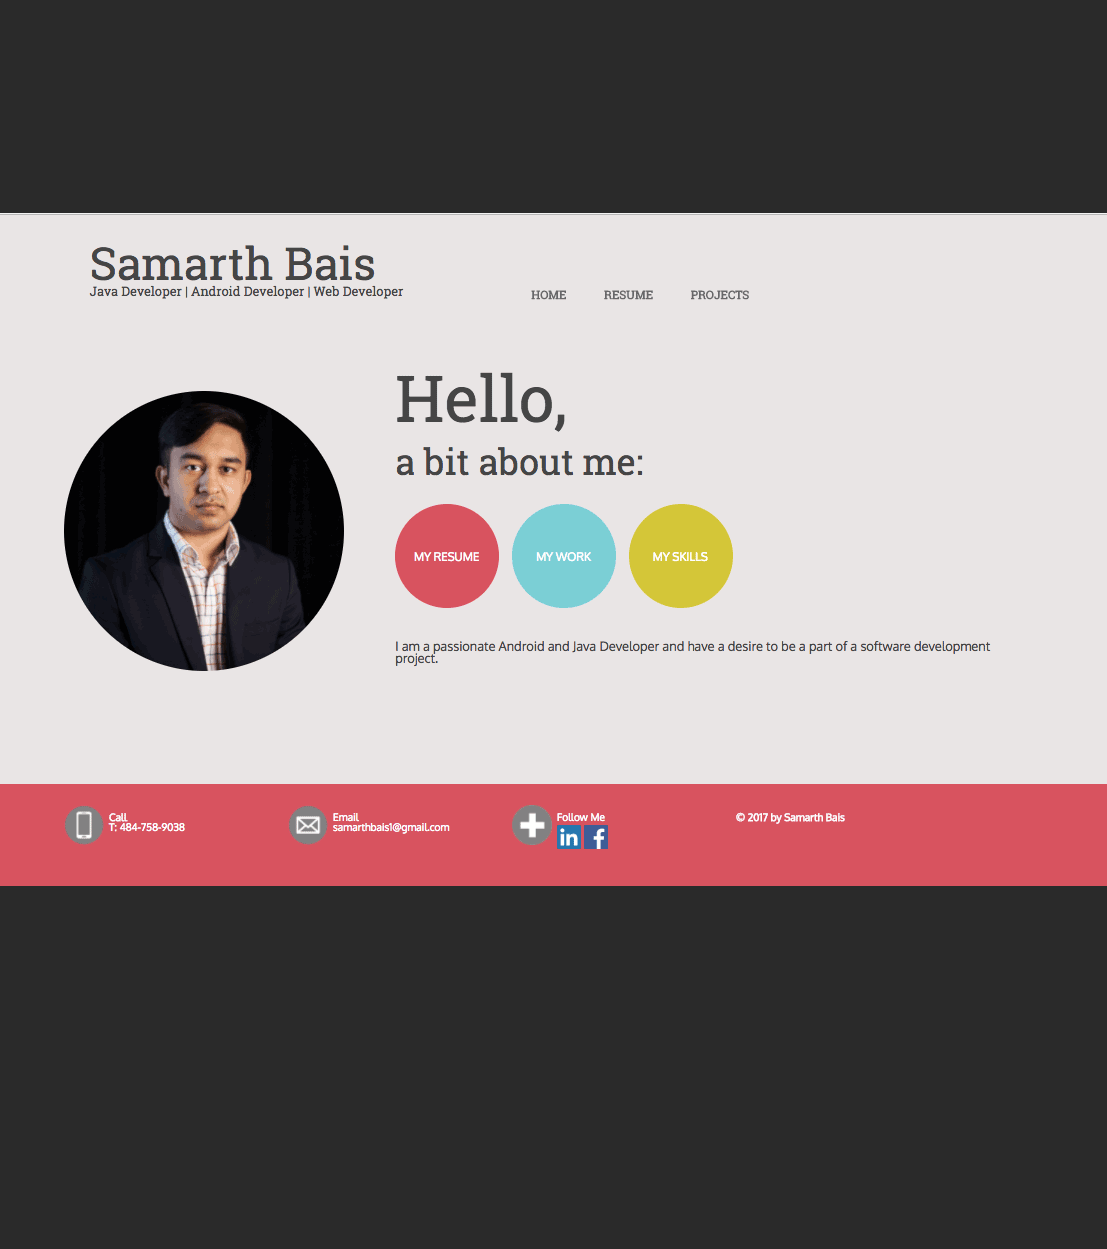 Samarth Bais
Java Developer | Android Developer | Web Developer
HOME RESUME PROJECTS
Hello,
a bit about me:
MY RESUME MY WORK MY SKILLS
I am a passionate Android and Java Developer and have a desire to be a part of a software development
project.
Call
T: 484-758-9038
Email
samarthbais1@gmail.com
Follow Me
in f
© 2017 by Samarth Bais